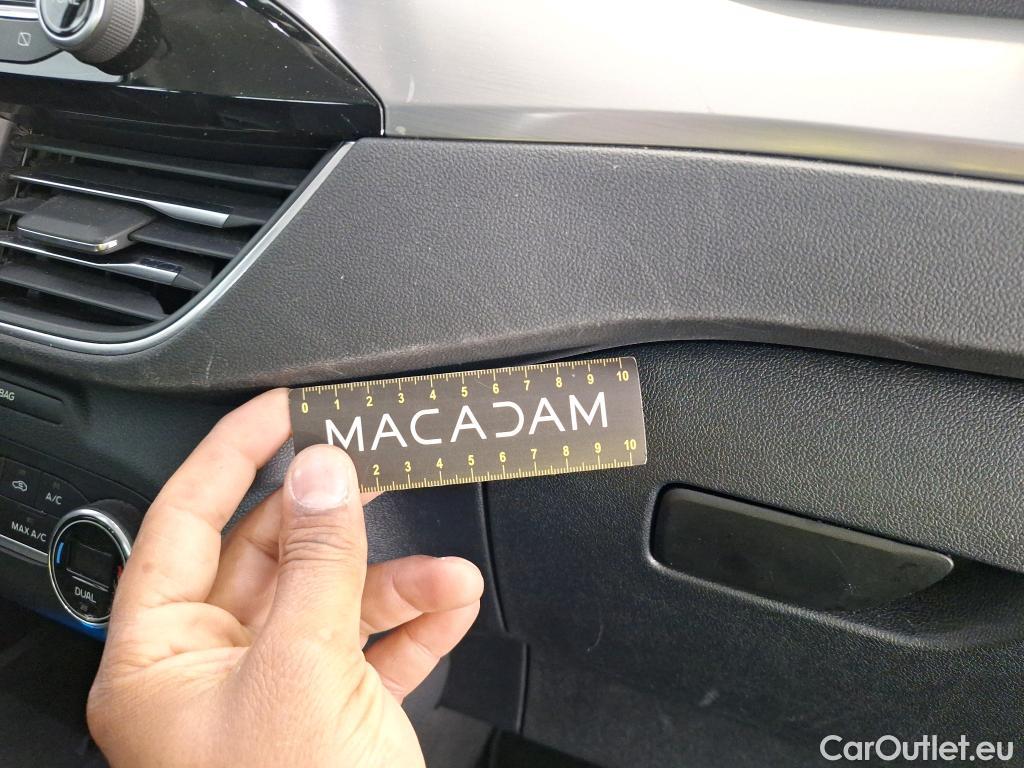 0 1 2 3 4 5 6 7 8 9 10
MACADAM
2 3 4 5 6 7 8 9 10
BAG
A/C
MAX A/C
DUAL
CarOutlet.eu